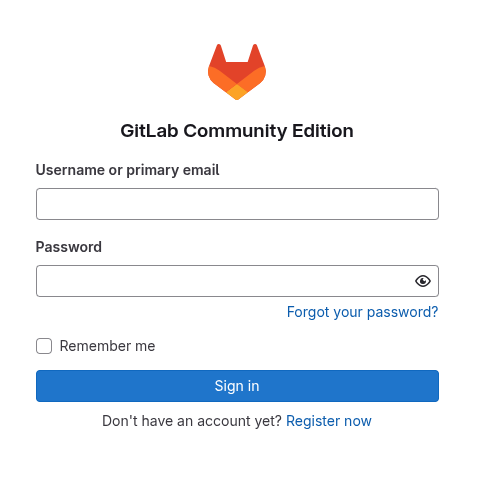 GitLab Community Edition
Username or primary email
Password
Forgot your password?
Remember me
Sign in
Don't have an account yet? Register now